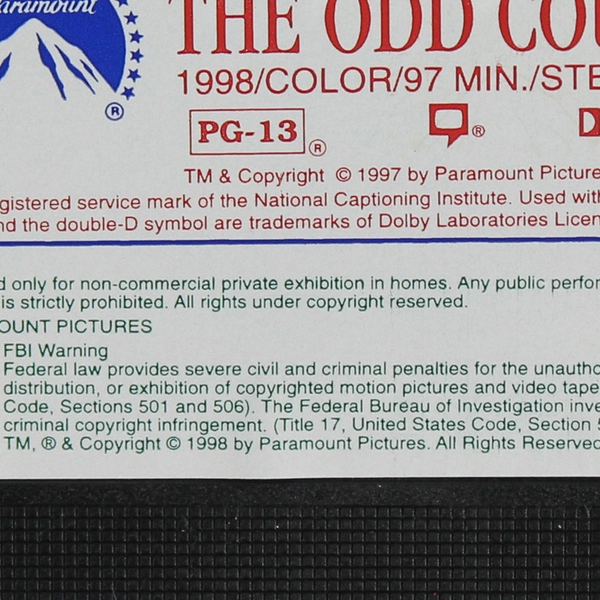 Paramount
®
THE ODD COU
1998/COLOR/97 MIN./STE
PG-13 ® ®
TM & Copyright © 1997 by Paramount Picture
gistered service mark of the National Captioning Institute. Used with
nd the double-D symbol are trademarks of Dolby Laboratories Licen
d only for non-commercial private exhibition in homes. Any public perfor
is strictly prohibited. All rights under copyright reserved.
OUNT PICTURES
FBI Warning
Federal law provides severe civil and criminal penalties for the unautho
distribution, or exhibition of copyrighted motion pictures and video tape
Code, Sections 501 and 506). The Federal Bureau of Investigation inve
criminal copyright infringement. (Title 17, United States Code, Section 5
TM, ® & Copyright © 1998 by Paramount Pictures. All Rights Reserved